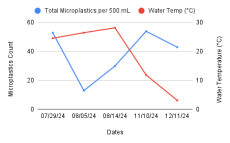 Total Microplastics per 500 mL Water Temp (°C)
60 30
40 20
20 10
0 0
Microplastics Count
Water Temperature (°C)
07/29/24 08/05/24 08/14/24 11/10/24 12/11/24
Dates